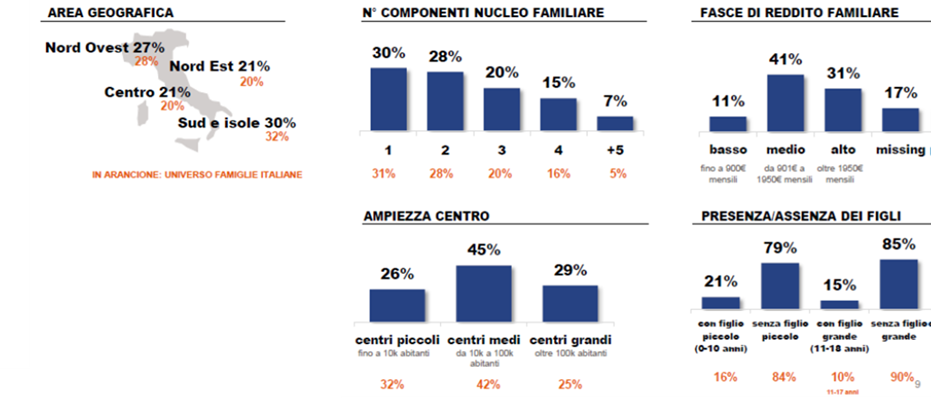 AREA GEOGRAFICA
Nord Ovest 27%
28%
Nord Est 21%
20%
Centro 21%
20%
Sud e isole 30%
32%
IN ARANCIONE: UNIVERSO FAMIGLIE ITALIANE
N° COMPONENTI NUCLEO FAMILIARE
30% 28% 20% 15% 7%
1 2 3 4 +5
31% 28% 20% 16% 5%
FASCE DI REDDITO FAMILIARE
11% 41% 31% 17%
basso medio alto missing
fino a 900€ da 901€ a oltre 1950€
mensili 1950€ mensili mensili
AMPIEZZA CENTRO
26% 45% 29%
centri piccoli centri medi centri grandi
fino a 10k abitanti da 10k a 100k oltre 100k abitanti
abitanti
32% 42% 25%
PRESENZA/ASSENZA DEI FIGLI
21% 79% 15% 85%
con figlio senza figlio con figlio senza figlio
piccolo piccolo grande grande
(0-10 anni) (11-18 anni)
16% 84% 10% 90%
11-17 anni
9